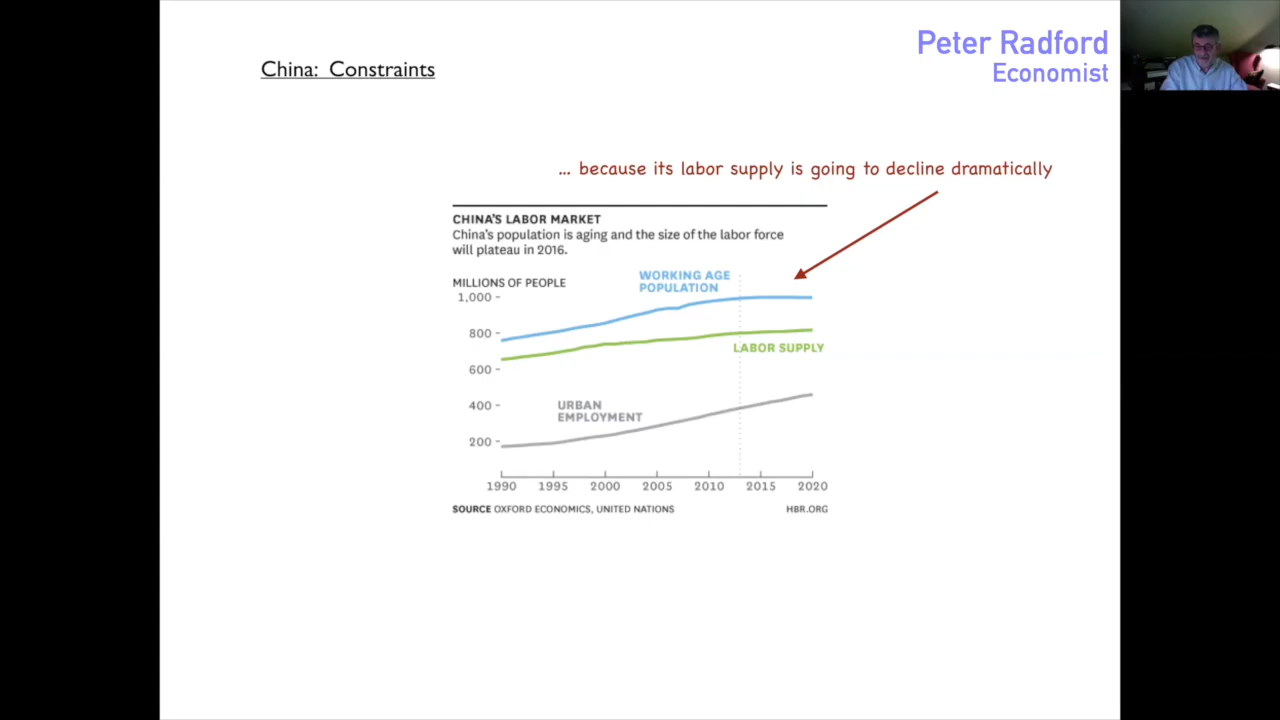 Peter Radford
Economist
China: Constraints
... because its labor supply is going to decline dramatically
CHINA'S LABOR MARKET
China's population is aging and the size of the labor force
will plateau in 2016.
MILLIONS OF PEOPLE
WORKING AGE
POPULATION
1,000
800
LABOR SUPPLY
600
400
URBAN
EMPLOYMENT
200
1990 1995 2000 2005 2010 2015 2020
SOURCE OXFORD ECONOMICS, UNITED NATIONS HBR.ORG